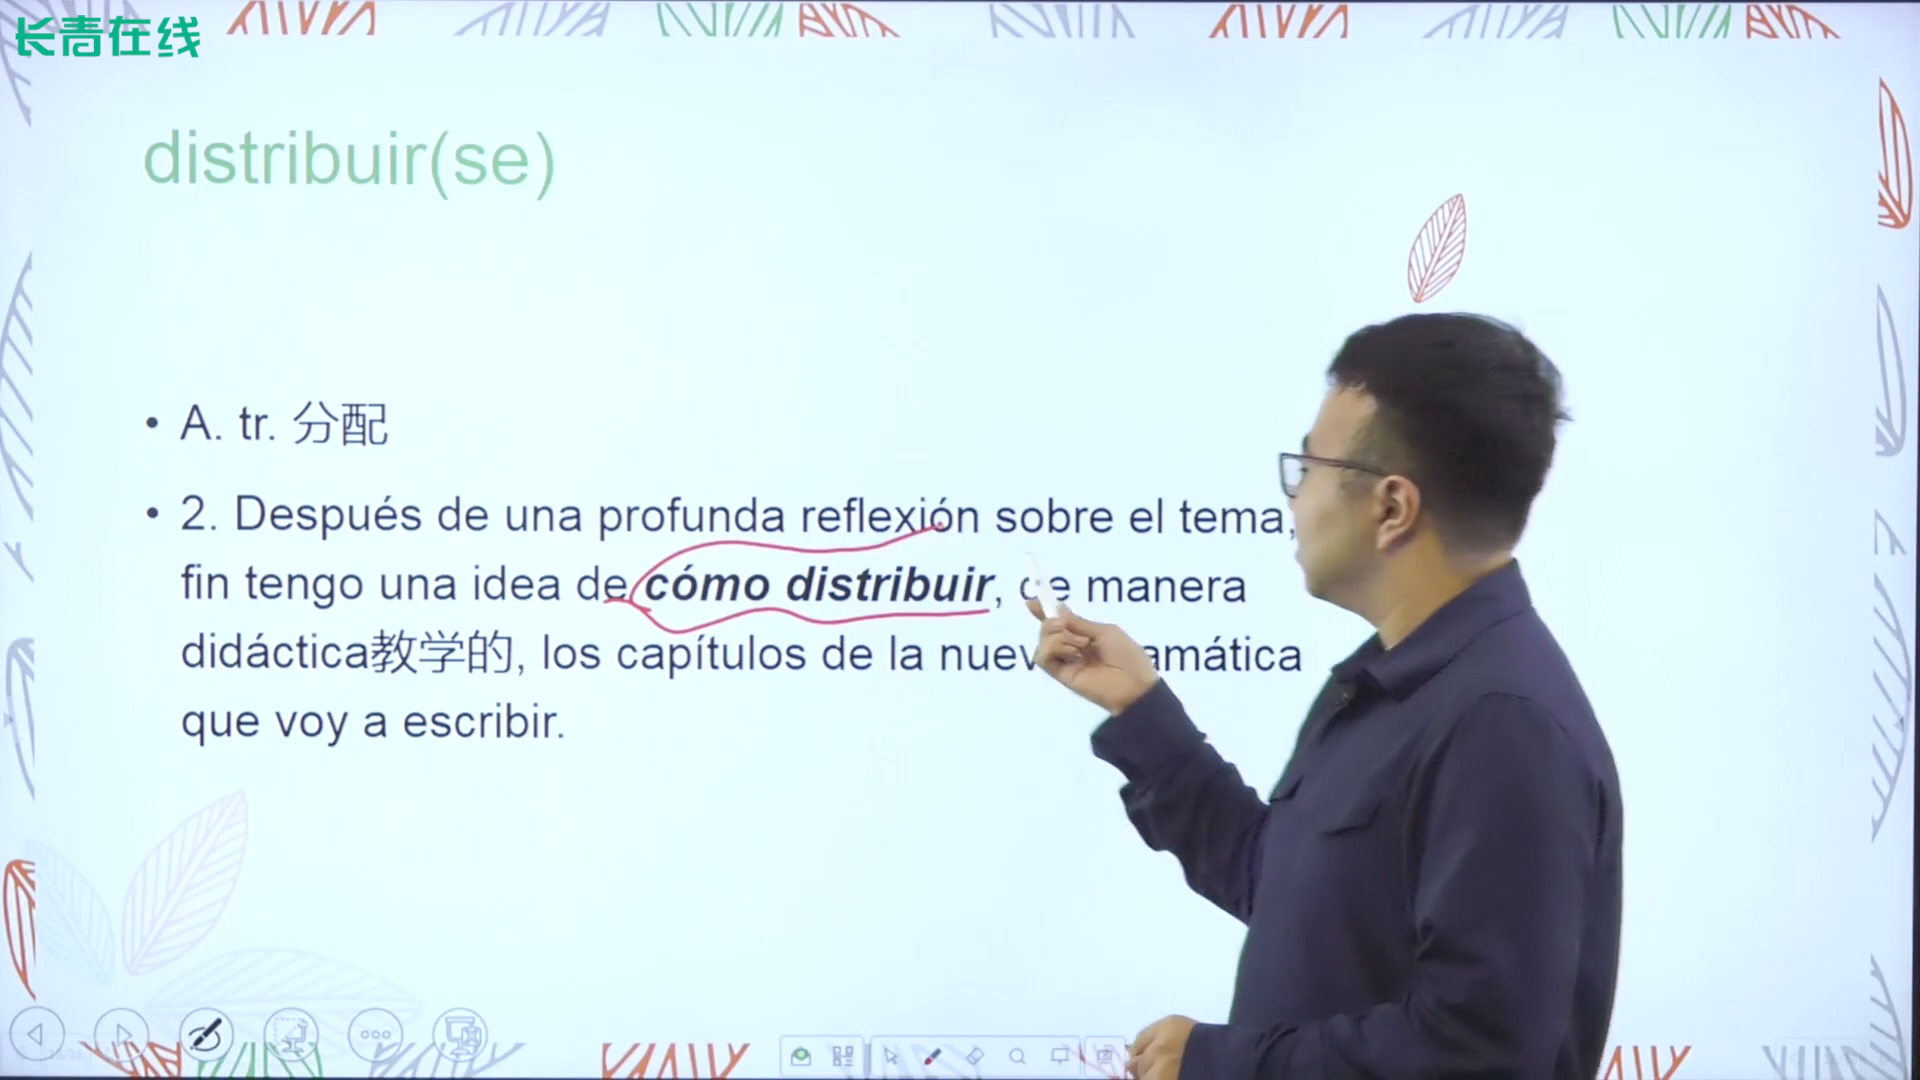 长青在线
distribuir(se)
• A. tr. 分配
• 2. Después de una profunda reflexión sobre el tema,
fin tengo una idea de cómo distribuir, de manera
didáctica教学的, los capítulos de la
que voy a escribir.